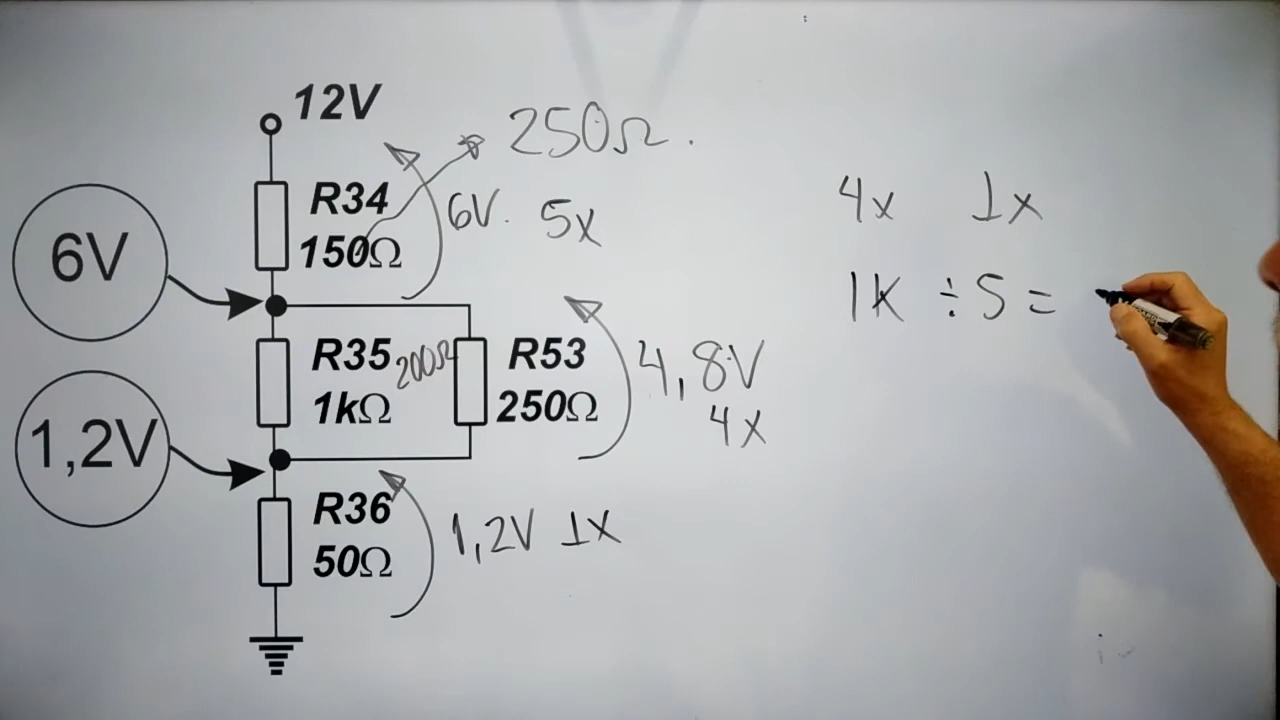 12V
250Ω.
R34
150Ω
6V. 5x
4x 1x
6V
1K ÷ 5 =
R35
1kΩ
200Ω
R53
250Ω
4,8V
4x
1,2V
R36
50Ω
1,2V 1x